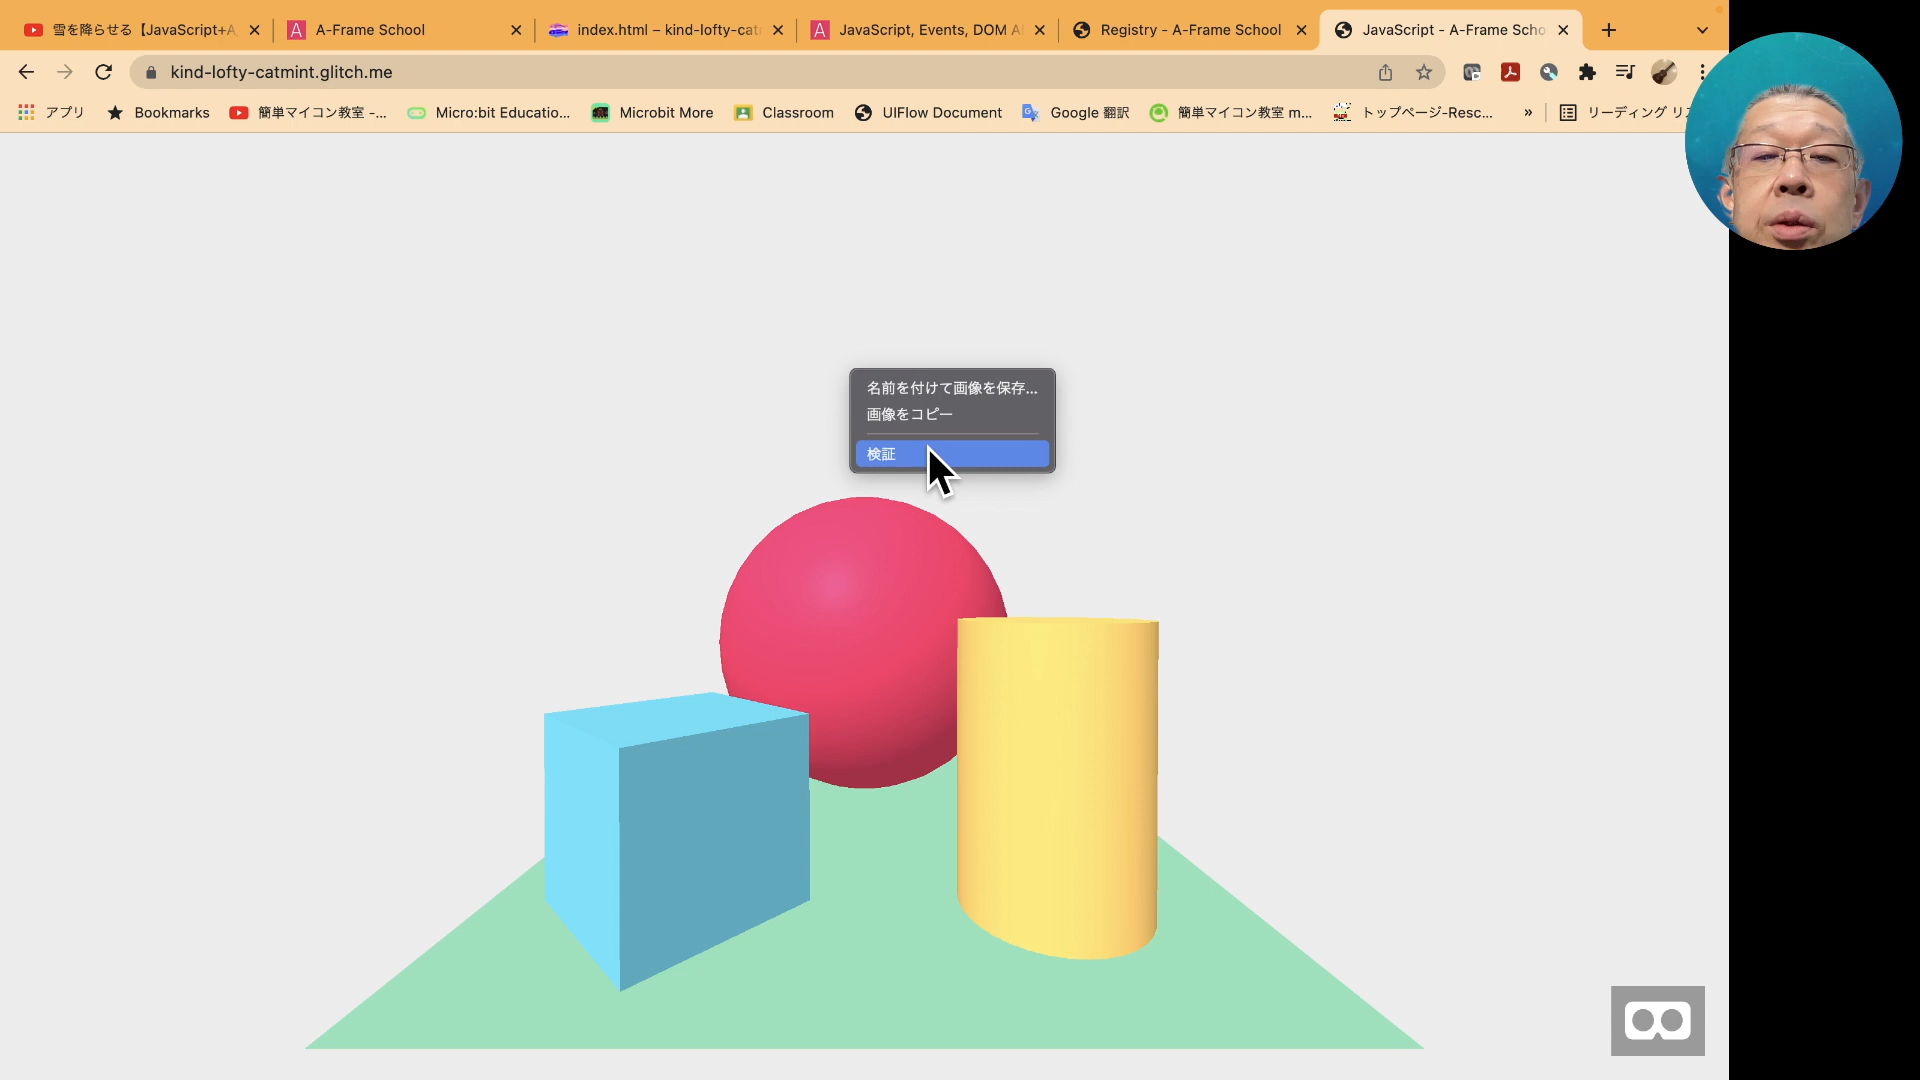 雪を降らせる【JavaScript+A
A-Frame School
index.html – kind-lofty-cat
JavaScript, Events, DOM A
Registry - A-Frame School
JavaScript - A-Frame Scho
kind-lofty-catmint.glitch.me
アプリ
Bookmarks
簡単マイコン教室 -...
Micro:bit Educatio...
Microbit More
Classroom
UIFlow Document
Google 翻訳
簡単マイコン教室 m...
トップページ-Resc...
»
リーディング リス
名前を付けて画像を保存...
画像をコピー
検証